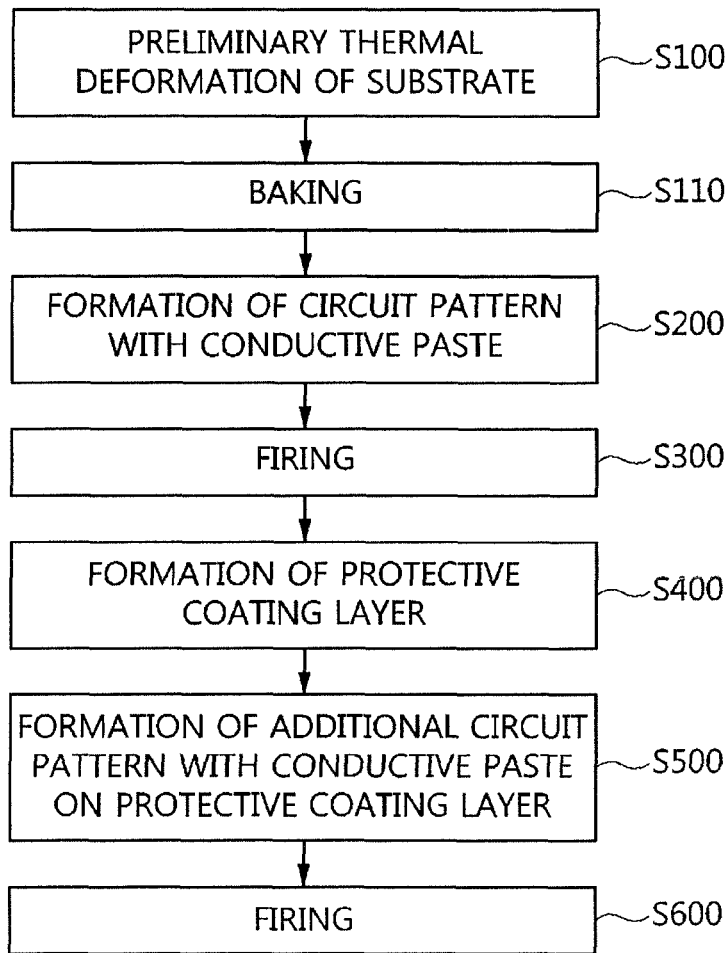 PRELIMINARY THERMAL
DEFORMATION OF SUBSTRATE
S100
BAKING
S110
FORMATION OF CIRCUIT PATTERN
WITH CONDUCTIVE PASTE
S200
FIRING
S300
FORMATION OF PROTECTIVE
COATING LAYER
S400
FORMATION OF ADDITIONAL CIRCUIT
PATTERN WITH CONDUCTIVE PASTE
ON PROTECTIVE COATING LAYER
S500
FIRING
S600